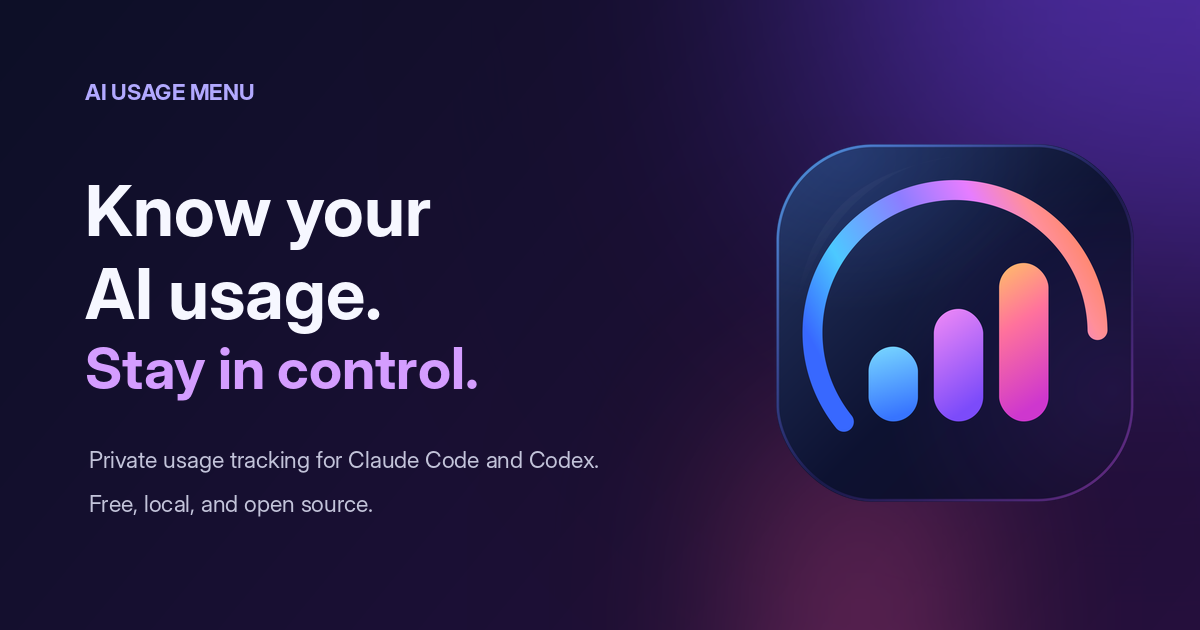 AI USAGE MENU
Know your
AI usage.
Stay in control.
Private usage tracking for Claude Code and Codex.
Free, local, and open source.